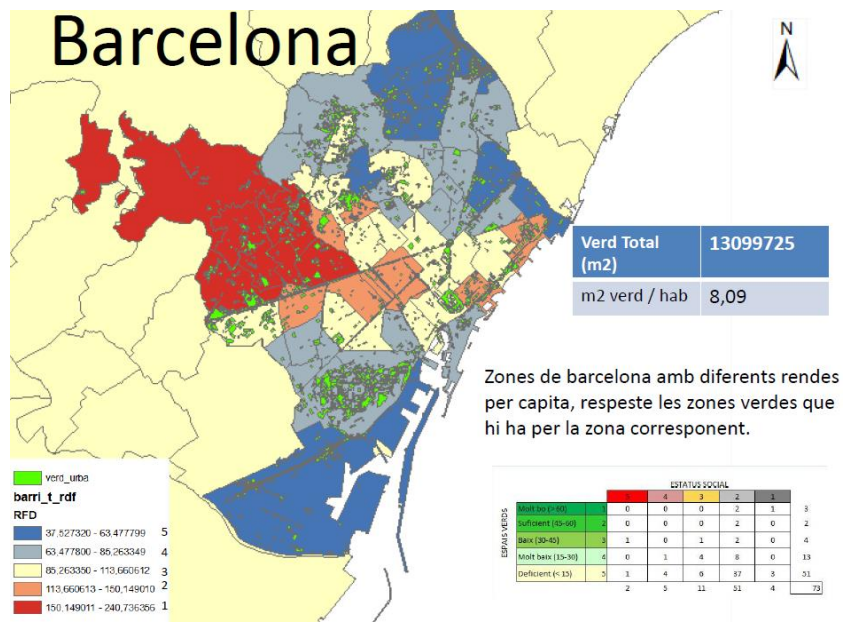 Barcelona
N
Verd Total (m2) 13099725
m2 verd / hab 8,09
Zones de barcelona amb diferents rendes
per capita, respeste les zones verdes que
hi ha per la zona corresponent.
verd_urba
barri_t_rdf
RFD
37,527320 - 63,477799 5
63,477800 - 85,263349 4
85,263350 - 113,660612 3
113,660613 - 150,149010 2
150,149011 - 240,736356 1
ESTATUS SOCIAL
5 4 3 2 1
ESPAIS VERDS
Molt bo (>60) 1 0 0 0 2 1 3
Suficient (45-60) 2 0 0 0 2 0 2
Baix (30-45) 3 1 0 1 2 0 4
Molt baix (15-30) 4 0 1 4 8 0 13
Deficient (< 15) 5 1 4 6 37 3 51
2 5 11 51 4 73